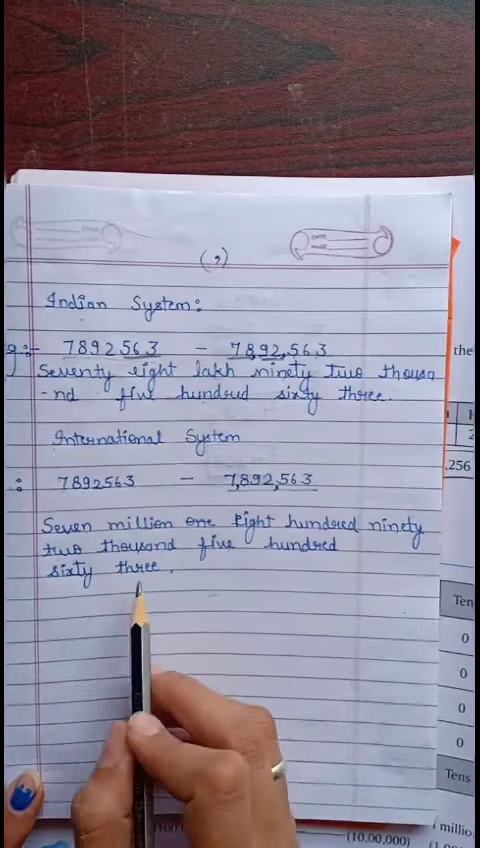 (,)
Indian System:
7892563 - 78,92,563
Seventy eight lakh ninety two thousa
-nd five hundred sixty three.
International System
: 7892563 - 7,892,563
Seven million one Eight hundred ninety
two thousand five hundred
sixty three.
the
H
2
,256
Ten
0
0
0
0
Tens
millio
(10,00,000)